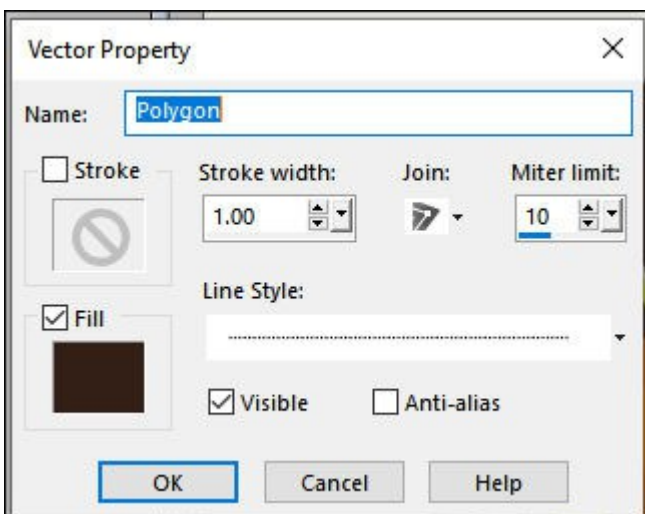 Vector Property
Name: Polygon
Stroke Stroke width: Join: Miter limit:
1.00 10
Line Style:
Fill
Visible Anti-alias
OK Cancel Help